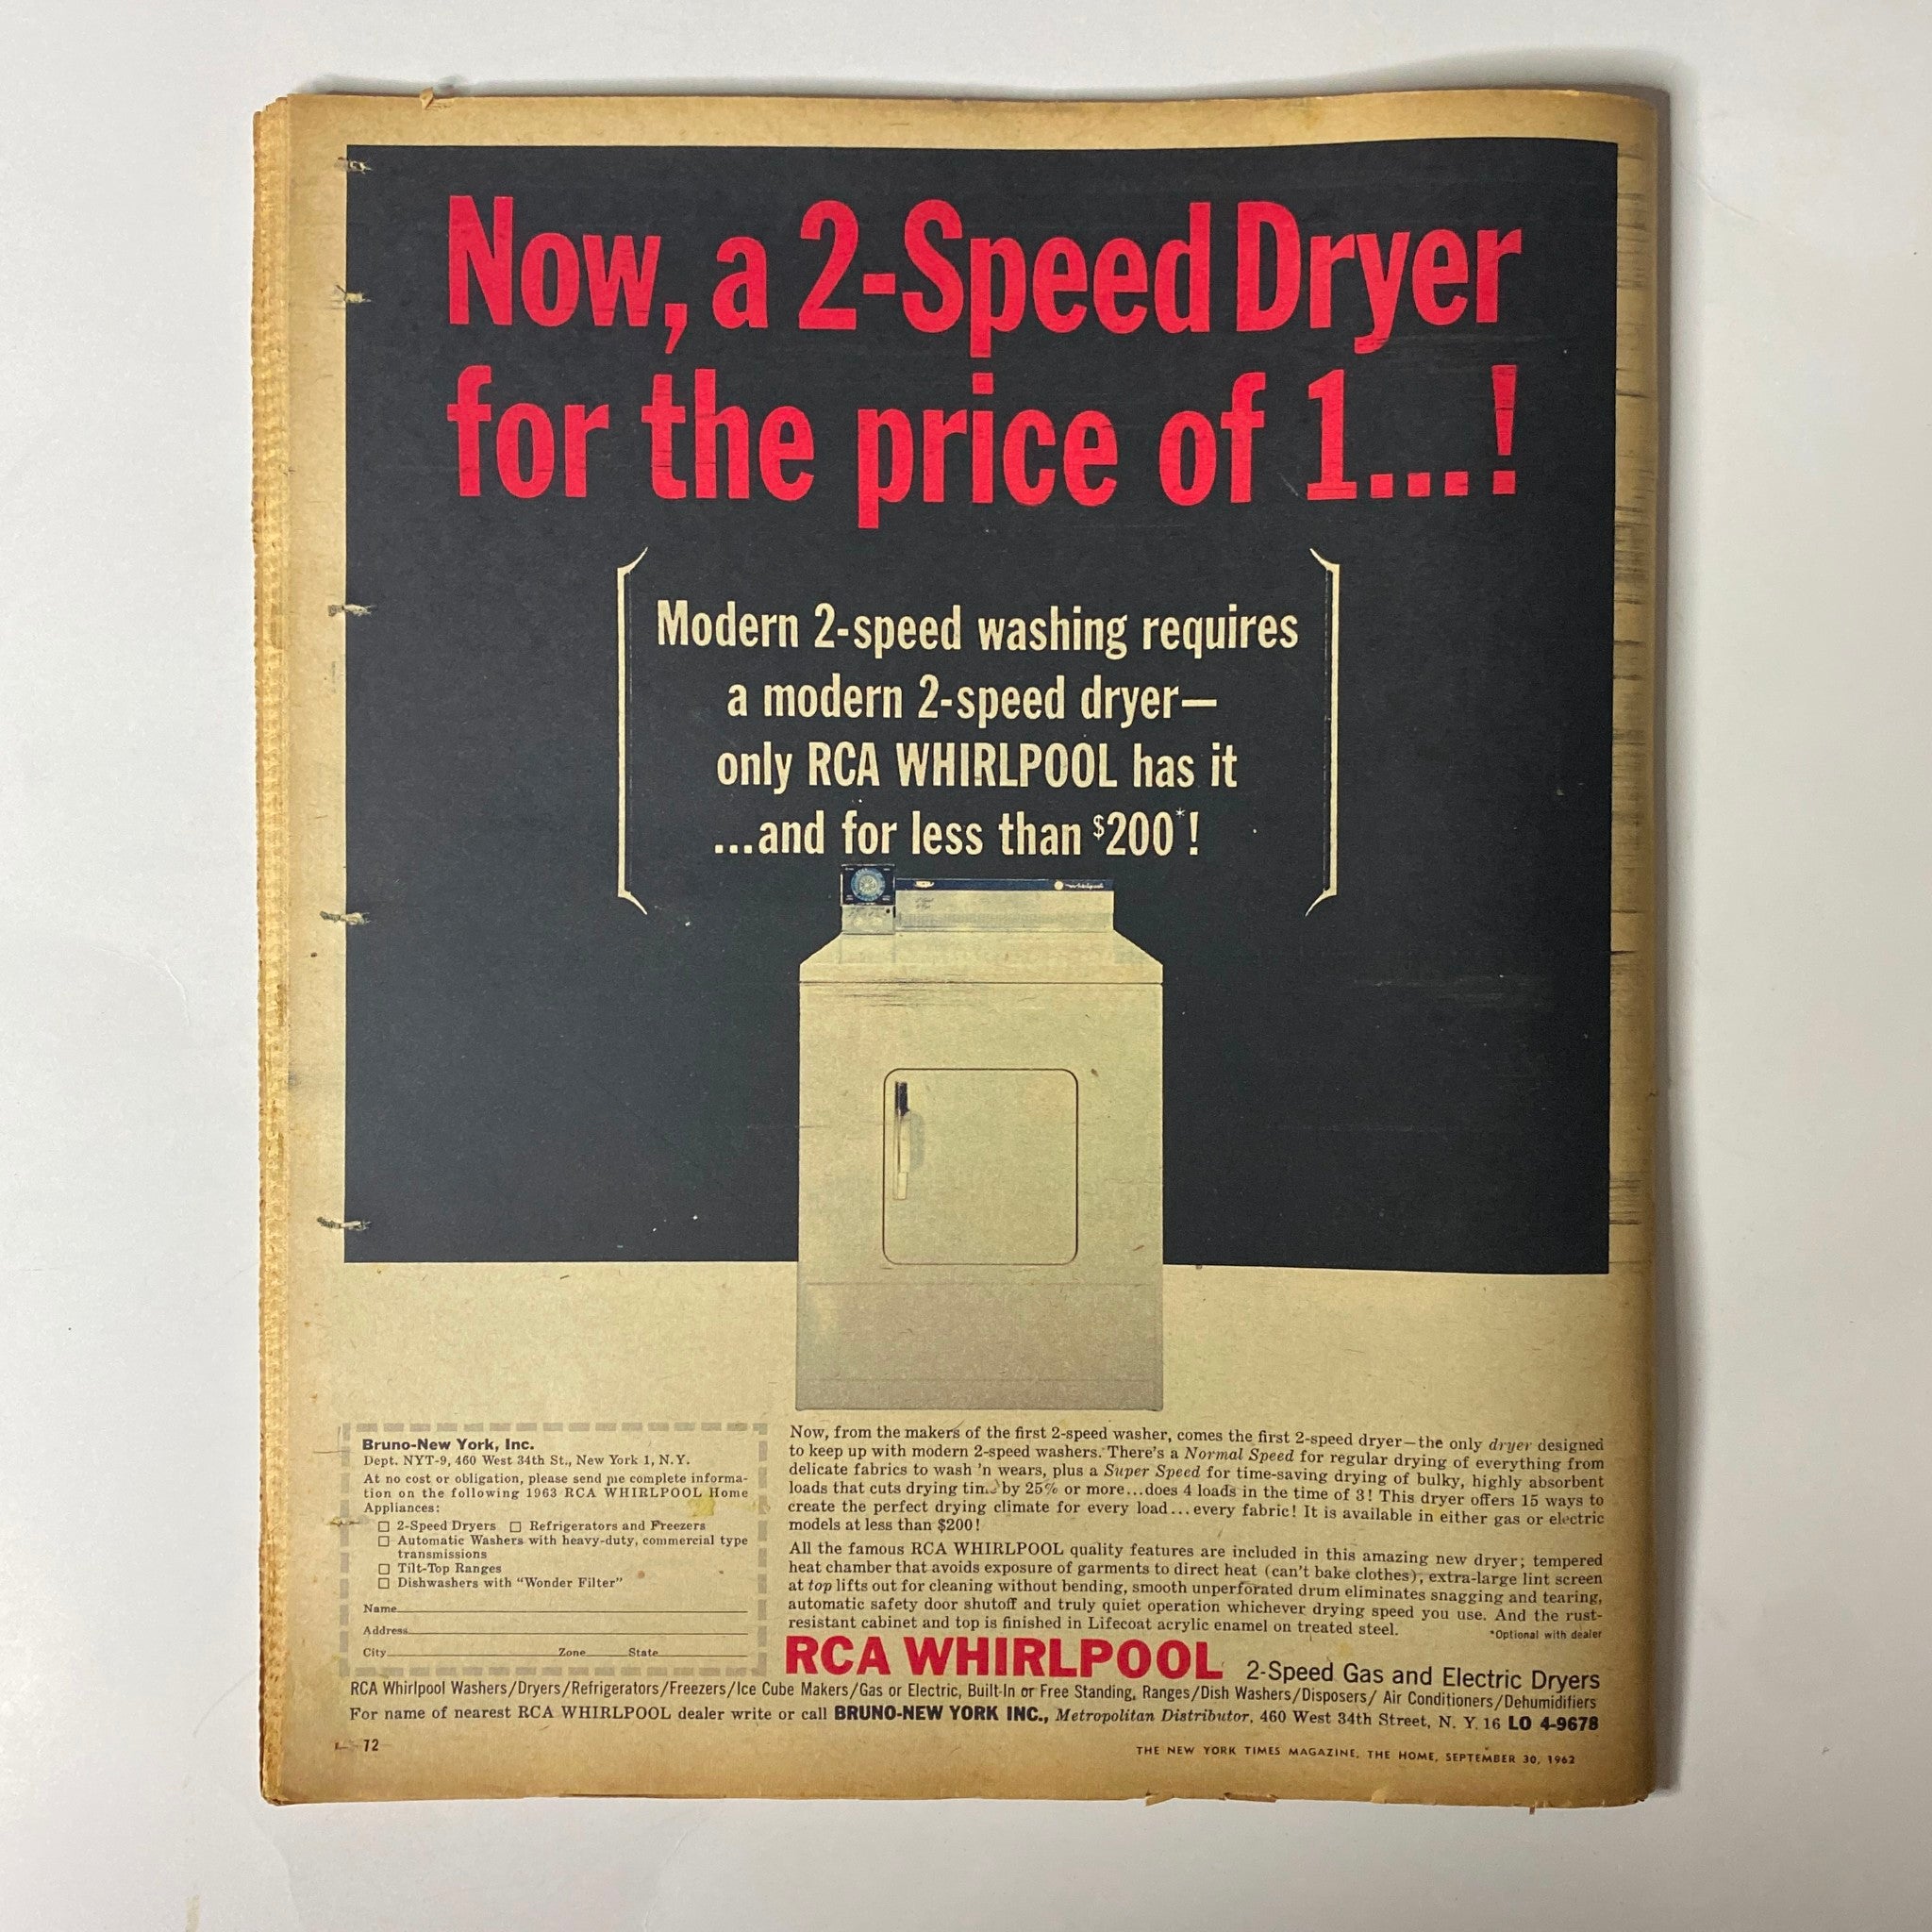 Now, a 2-Speed Dryer
for the price of 1...!
Modern 2-speed washing requires
a modern 2-speed dryer—
only RCA WHIRLPOOL has it
...and for less than $200*!
Whirlpool
Bruno-New York, Inc.
Dept. NYT-9, 460 West 34th St., New York 1, N.Y.
At no cost or obligation, please send me complete informa-
tion on the following 1963 RCA WHIRLPOOL Home
Appliances:
☐ 2-Speed Dryers ☐ Refrigerators and Freezers
☐ Automatic Washers with heavy-duty, commercial type
transmissions
☐ Tilt-Top Ranges
☐ Dishwashers with "Wonder Filter"
Name
Address
City Zone State
Now, from the makers of the first 2-speed washer, comes the first 2-speed dryer—the only dryer designed
to keep up with modern 2-speed washers. There's a Normal Speed for regular drying of everything from
delicate fabrics to wash 'n wears, plus a Super Speed for time-saving drying of bulky, highly absorbent
loads that cuts drying time by 25% or more...does 4 loads in the time of 3! This dryer offers 15 ways to
create the perfect drying climate for every load...every fabric! It is available in either gas or electric
models at less than $200!
All the famous RCA WHIRLPOOL quality features are included in this amazing new dryer; tempered
heat chamber that avoids exposure of garments to direct heat (can't bake clothes), extra-large lint screen
at top lifts out for cleaning without bending, smooth unperforated drum eliminates snagging and tearing,
automatic safety door shutoff and truly quiet operation whichever drying speed you use. And the rust-
resistant cabinet and top is finished in Lifecoat acrylic enamel on treated steel.
*Optional with dealer
RCA WHIRLPOOL 2-Speed Gas and Electric Dryers
RCA Whirlpool Washers/Dryers/Refrigerators/Freezers/Ice Cube Makers/Gas or Electric, Built-In or Free Standing, Ranges/Dish Washers/Disposers/ Air Conditioners/Dehumidifiers
For name of nearest RCA WHIRLPOOL dealer write or call BRUNO-NEW YORK INC., Metropolitan Distributor, 460 West 34th Street, N. Y. 16 LO 4-9678
72
THE NEW YORK TIMES MAGAZINE, THE HOME, SEPTEMBER 30, 1962